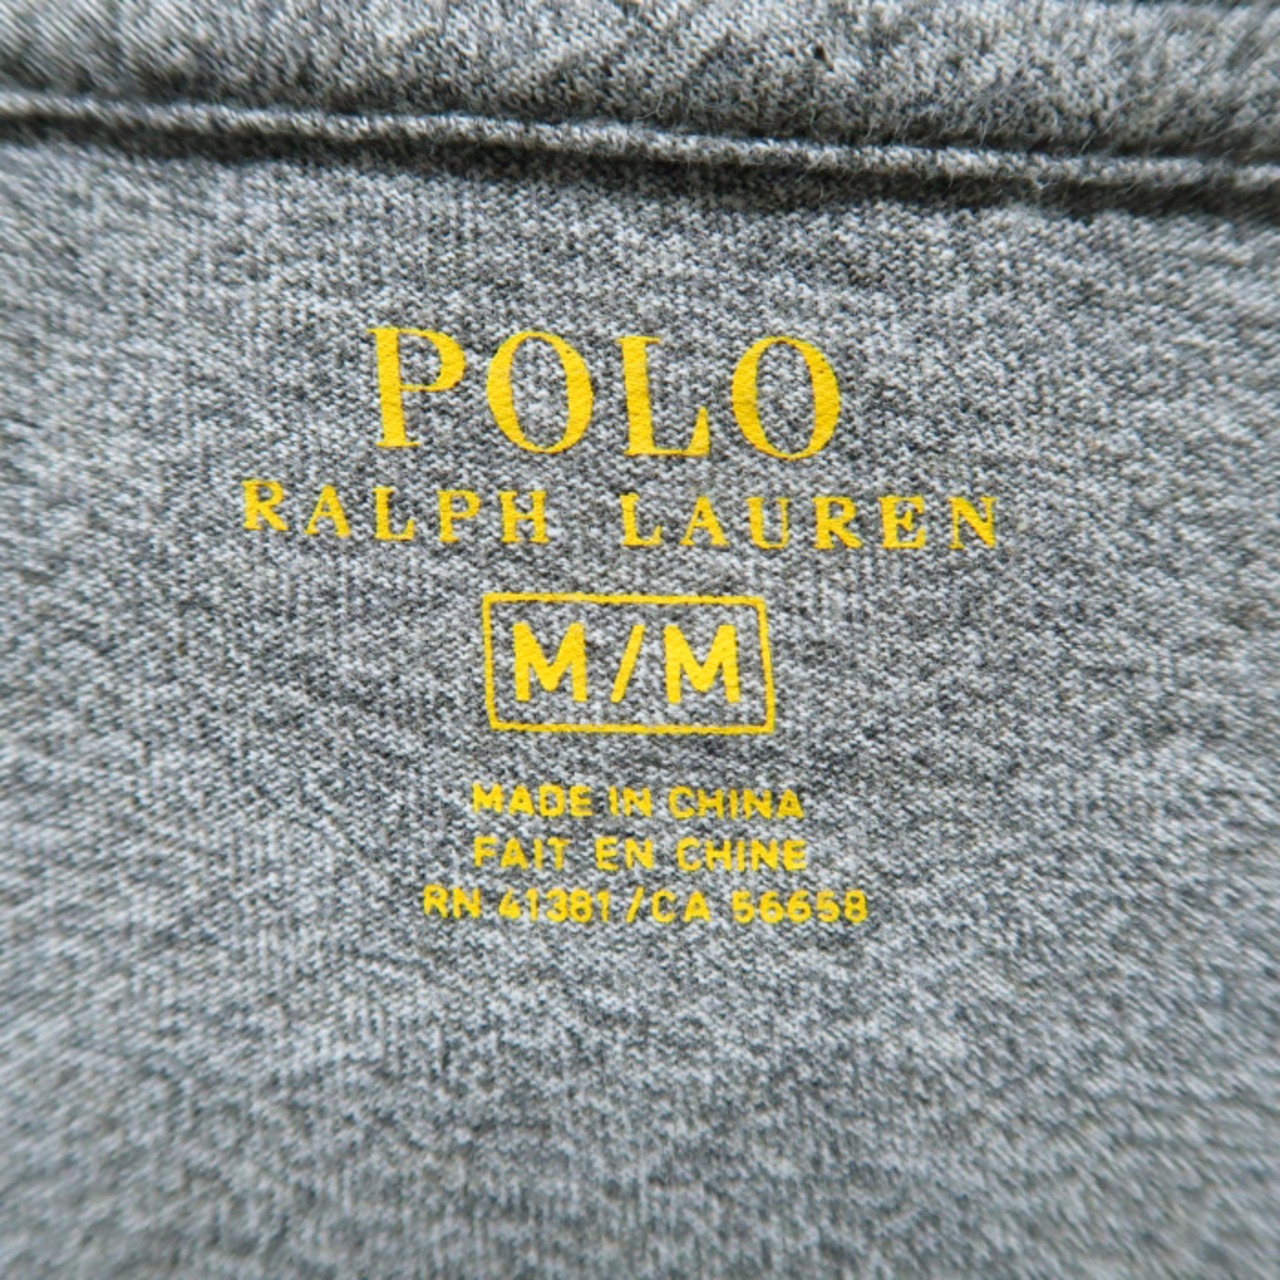 POLO
RALPH LAUREN
M/M
MADE IN CHINA
FAIT EN CHINE
RN 41381/CA 56658